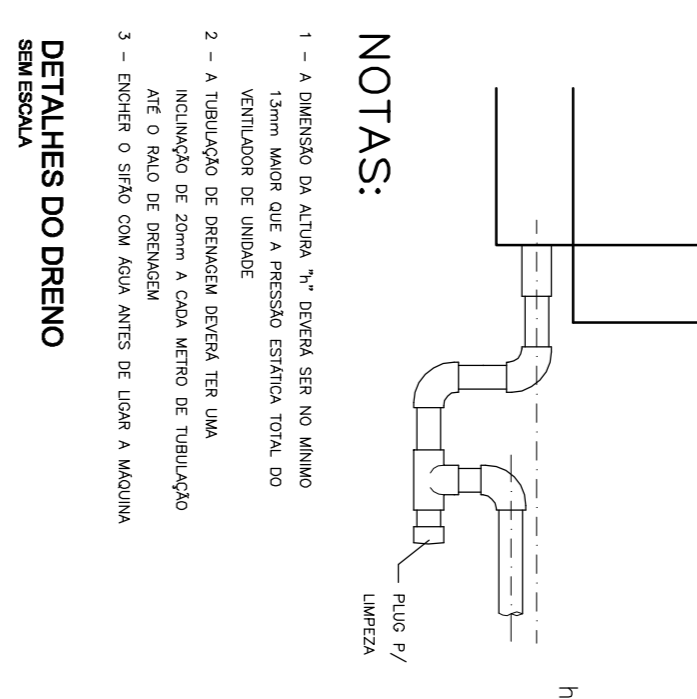 h
PLUG P/
LIMPEZA
NOTAS:
1 - A DIMENSÃO DA ALTURA "h" DEVERÁ SER NO MÍNIMO
13mm MAIOR QUE A PRESSÃO ESTÁTICA TOTAL DO
VENTILADOR DE UNIDADE
2 - A TUBULAÇÃO DE DRENAGEM DEVERÁ TER UMA
INCLINAÇÃO DE 20mm A CADA METRO DE TUBULAÇÃO
ATÉ O RALO DE DRENAGEM
3 - ENCHER O SIFÃO COM ÁGUA ANTES DE LIGAR A MÁQUINA
DETALHES DO DRENO
SEM ESCALA